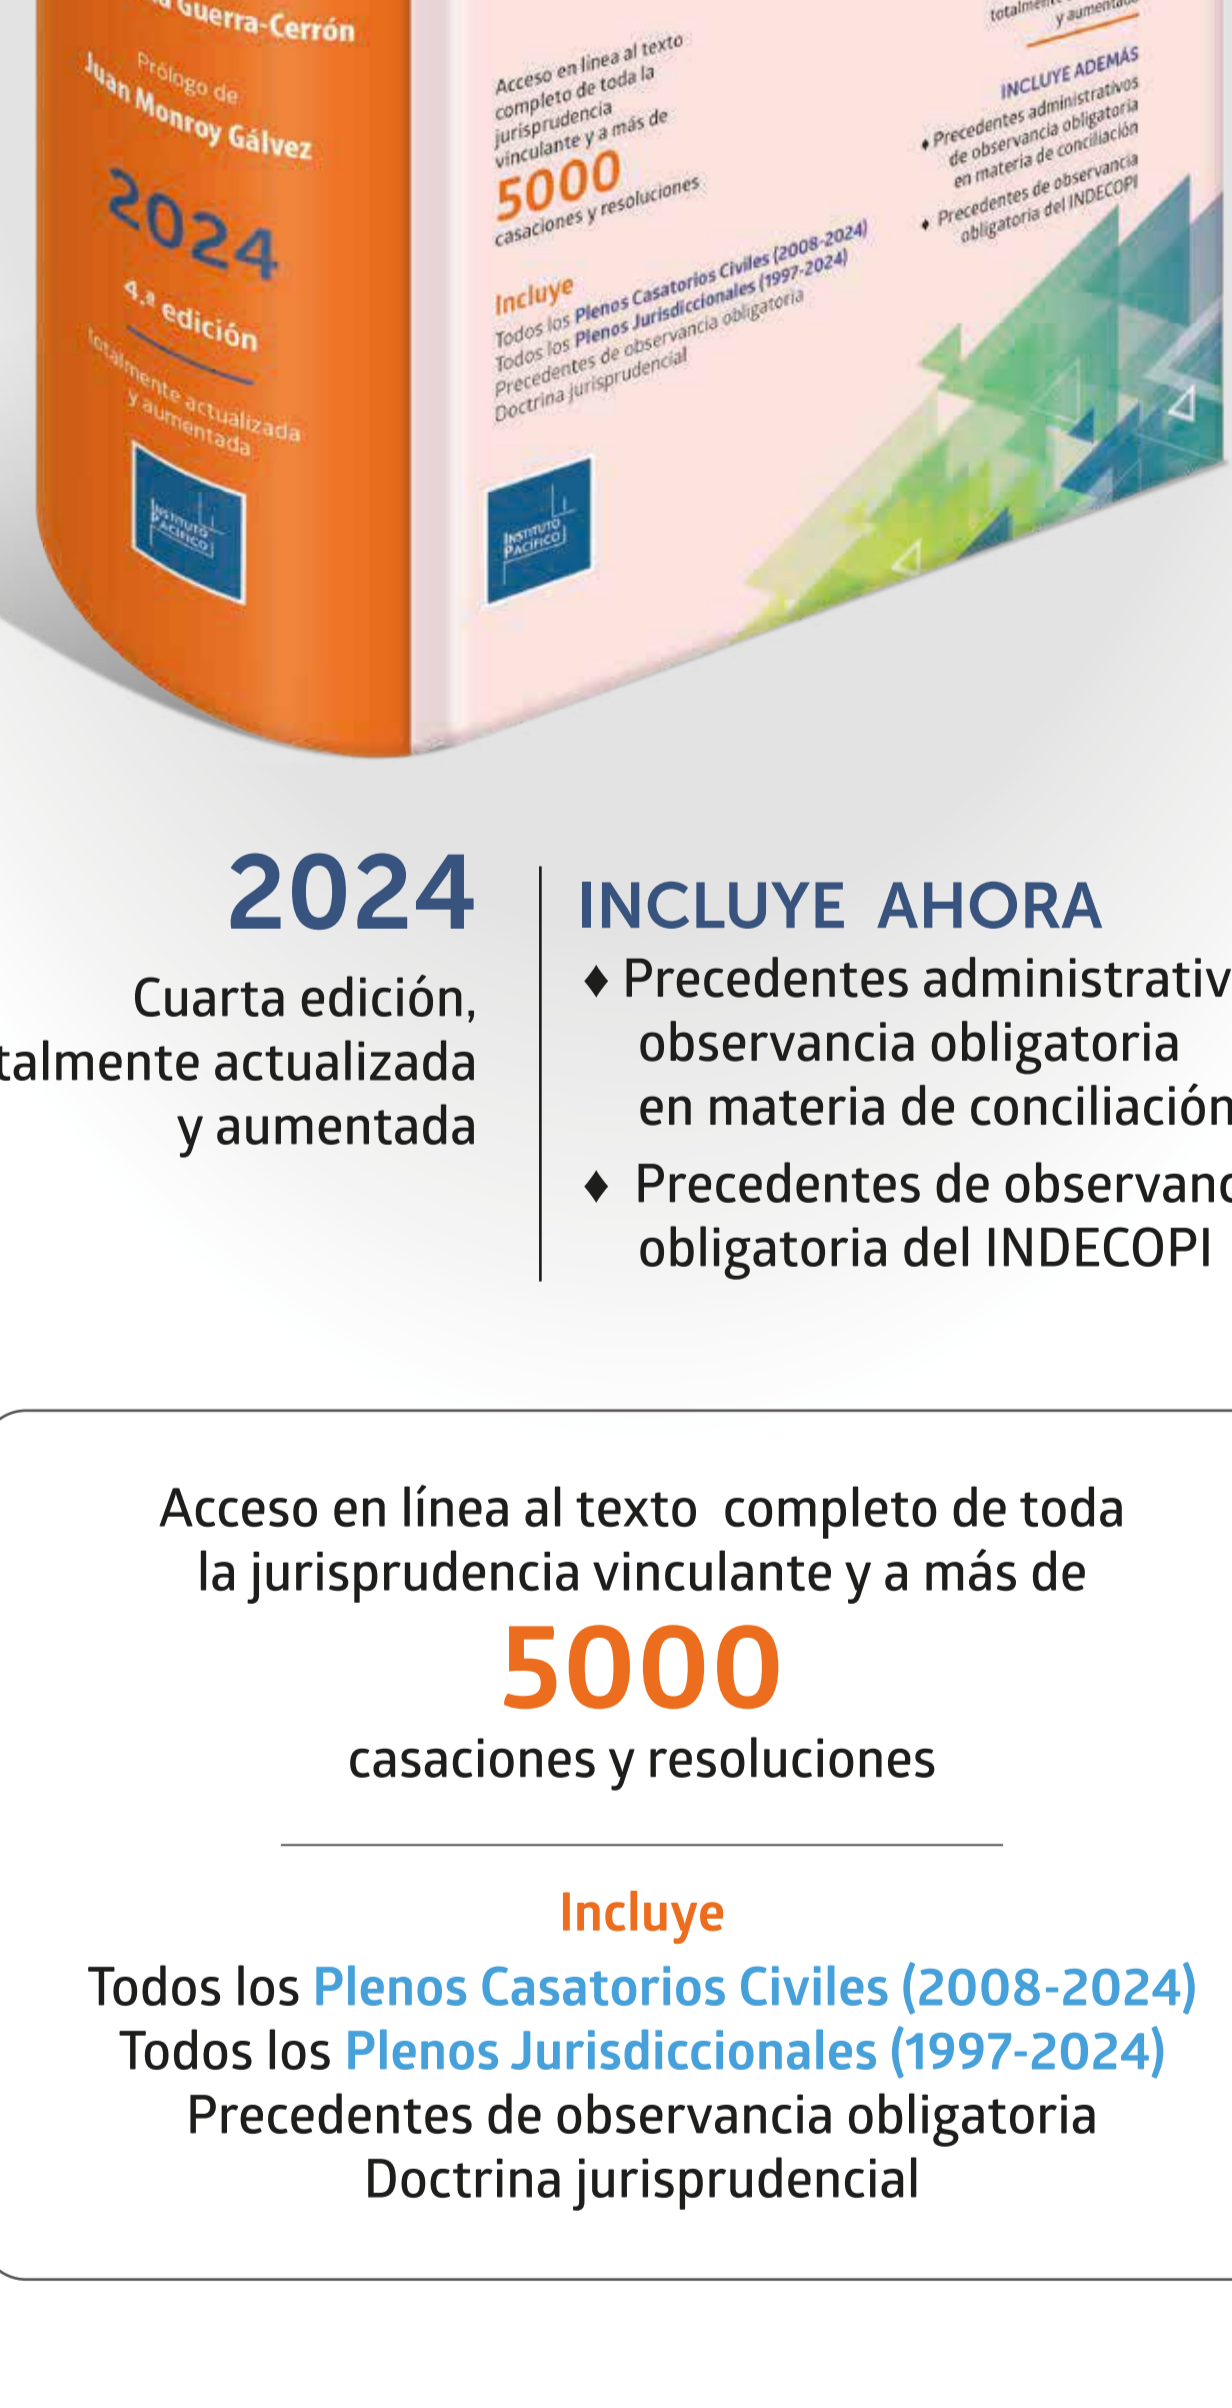 Guerra-Cerrón
Prólogo de
Juan Monroy Gálvez
2024
4.ª edición
totalmente actualizada
y aumentada
INSTITUTO
PACÍFICO
Acceso en línea al texto
completo de toda la
jurisprudencia
vinculante y a más de
5000
casaciones y resoluciones
Incluye
Todos los Plenos Casatorios Civiles (2008-2024)
Todos los Plenos Jurisdiccionales (1997-2024)
Precedentes de observancia obligatoria
Doctrina jurisprudencial
INSTITUTO
PACÍFICO
y aumentada
INCLUYE ADEMÁS
♦ Precedentes administrativos
de observancia obligatoria
en materia de conciliación
♦ Precedentes de observancia
obligatoria del INDECOPI
2024
Cuarta edición,
talmente actualizada
y aumentada
INCLUYE AHORA
♦ Precedentes administrativ
observancia obligatoria
en materia de conciliación
♦ Precedentes de observanc
obligatoria del INDECOPI
Acceso en línea al texto completo de toda
la jurisprudencia vinculante y a más de
5000
casaciones y resoluciones
Incluye
Todos los Plenos Casatorios Civiles (2008-2024)
Todos los Plenos Jurisdiccionales (1997-2024)
Precedentes de observancia obligatoria
Doctrina jurisprudencial